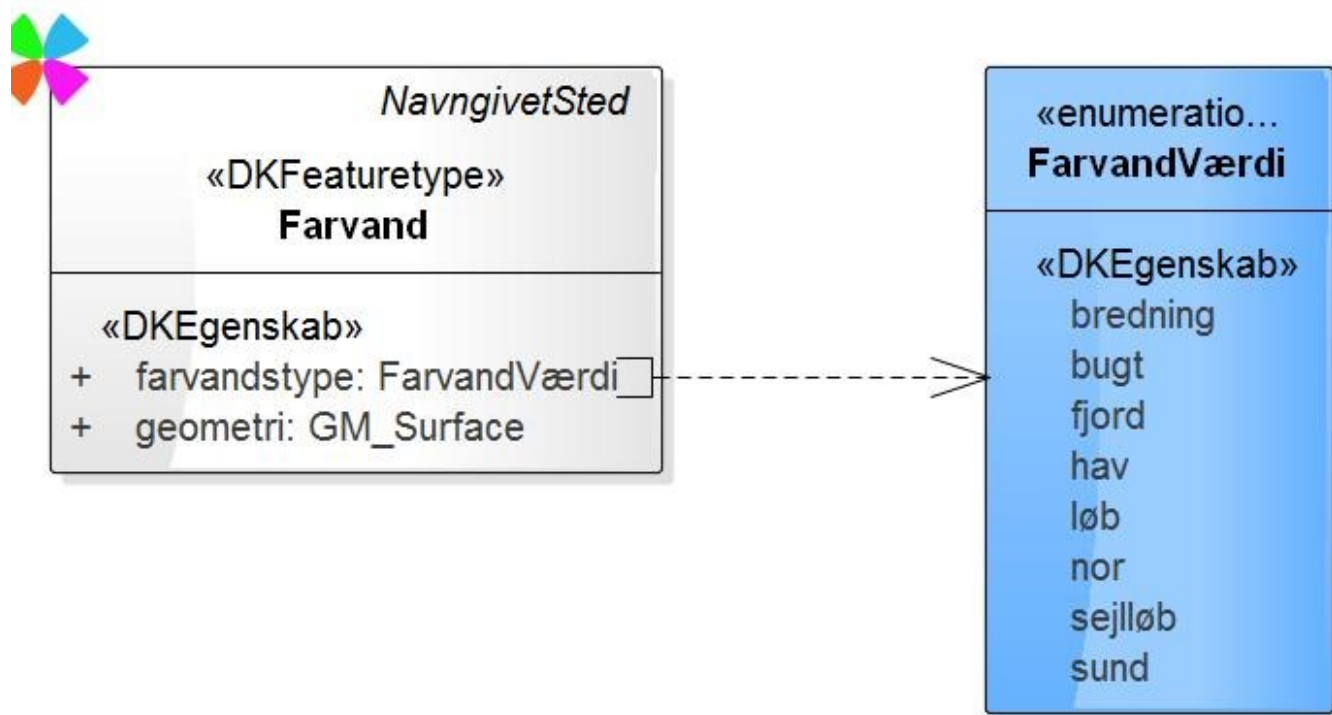 NavngivetSted
«DKFeaturetype»
Farvand
«DKEgenskab»
+ farvandstype: FarvandVærdi
+ geometri: GM_Surface
«enumeratio...
FarvandVærdi
«DKEgenskab»
bredning
bugt
fjord
hav
løb
nor
sejlløb
sund